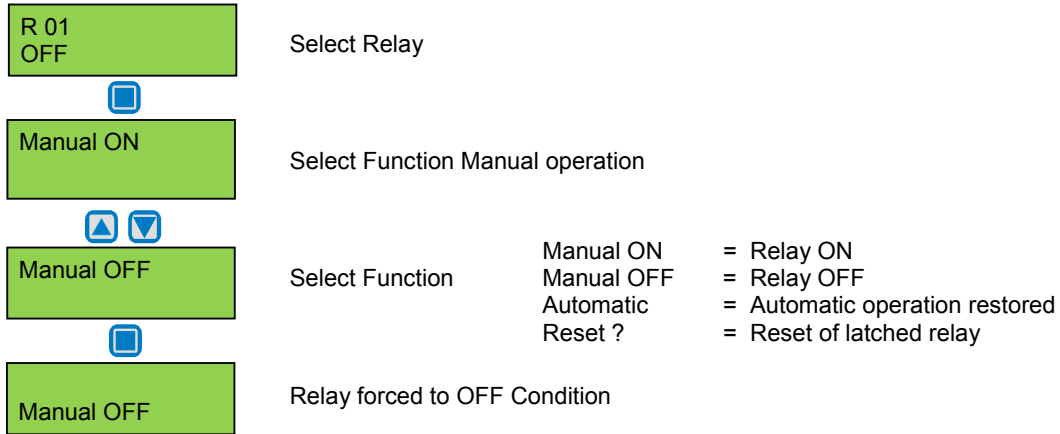 R 01
OFF
Select Relay
Manual ON
Select Function Manual operation
Manual OFF
Select Function
Manual ON = Relay ON
Manual OFF = Relay OFF
Automatic = Automatic operation restored
Reset ? = Reset of latched relay
Manual OFF
Relay forced to OFF Condition